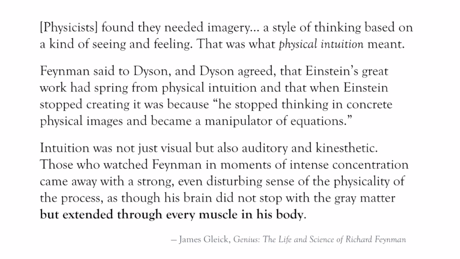 [Physicists] found they needed imagery... a style of thinking based on
a kind of seeing and feeling. That was what physical intuition meant.
Feynman said to Dyson, and Dyson agreed, that Einstein's great
work had spring from physical intuition and that when Einstein
stopped creating it was because “he stopped thinking in concrete
physical images and became a manipulator of equations.”
Intuition was not just visual but also auditory and kinesthetic.
Those who watched Feynman in moments of intense concentration
came away with a strong, even disturbing sense of the physicality of
the process, as though his brain did not stop with the gray matter
but extended through every muscle in his body.
— James Gleick, Genius: The Life and Science of Richard Feynman